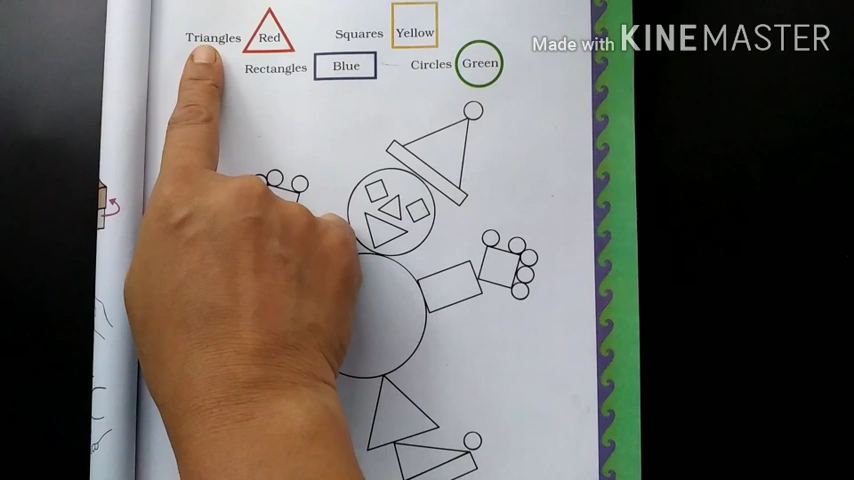 Triangles Red Squares Yellow
Rectangles Blue Circles Green
Made with KINEMASTER